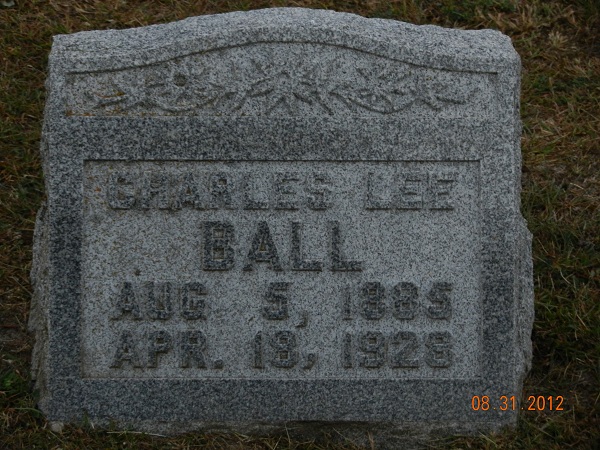 CHARLES LEE
BALL
AUG 5, 1885
APR. 18, 1928
08.31.2012